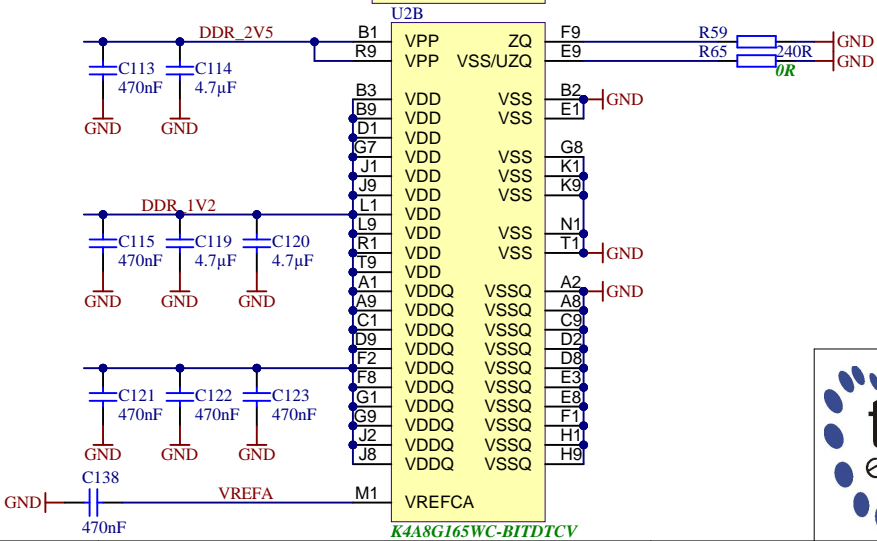 U2B
DDR_2V5
B1 VPP ZQ F9 R59 GND
R9 VPP VSS/UZQ E9 R65 240R GND
0R
C113 C114
470nF 4.7µF
GND GND
B3 VDD VSS B2 GND
B9 VDD VSS E1
D1 VDD
G7 VDD VSS G8
J1 VDD VSS K1
J9 VDD VSS K9
DDR_1V2
L1 VDD
L9 VDD VSS N1
R1 VDD VSS T1 GND
T9 VDD
C115 C119 C120
470nF 4.7µF 4.7µF
GND GND GND
A1 VDDQ VSSQ A2 GND
A9 VDDQ VSSQ A8
C1 VDDQ VSSQ C9
D9 VDDQ VSSQ D2
F2 VDDQ VSSQ D8
F8 VDDQ VSSQ E3
G1 VDDQ VSSQ E8
G9 VDDQ VSSQ F1
J2 VDDQ VSSQ H1
J8 VDDQ VSSQ H9
C121 C122 C123
470nF 470nF 470nF
GND GND GND
C138
GND VREFA M1 VREFCA
470nF
K4A8G165WC-BITDTCV